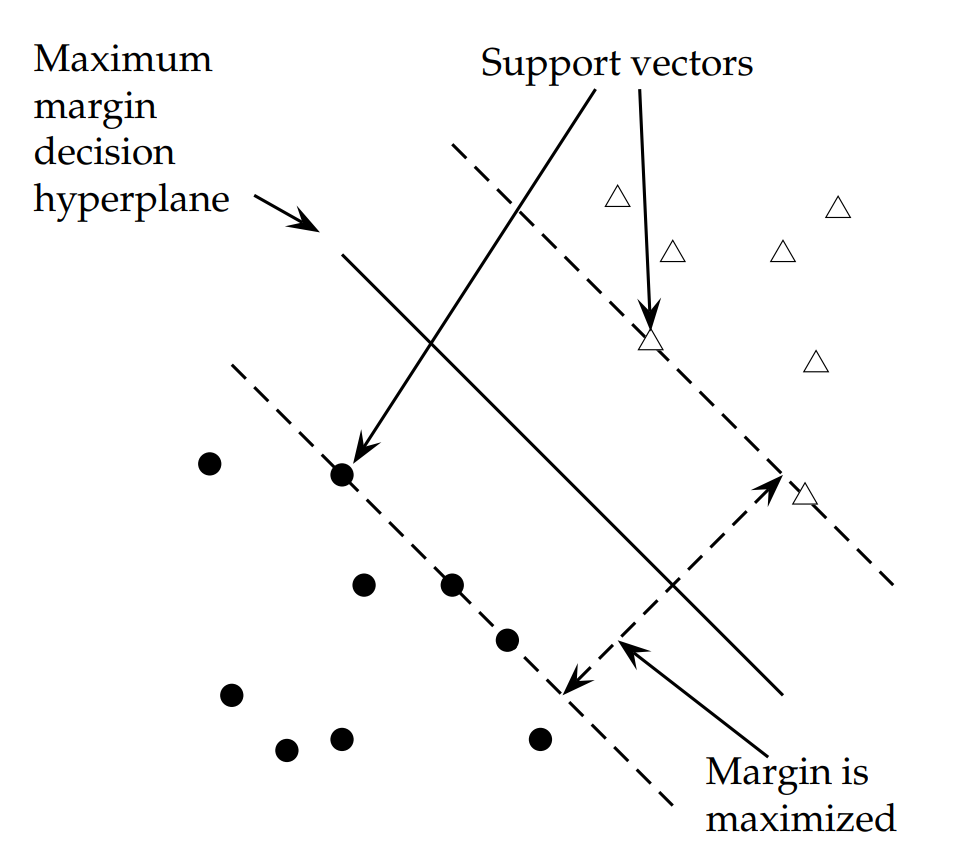 Maximum
margin
decision
hyperplane
Support vectors
Margin is
maximized